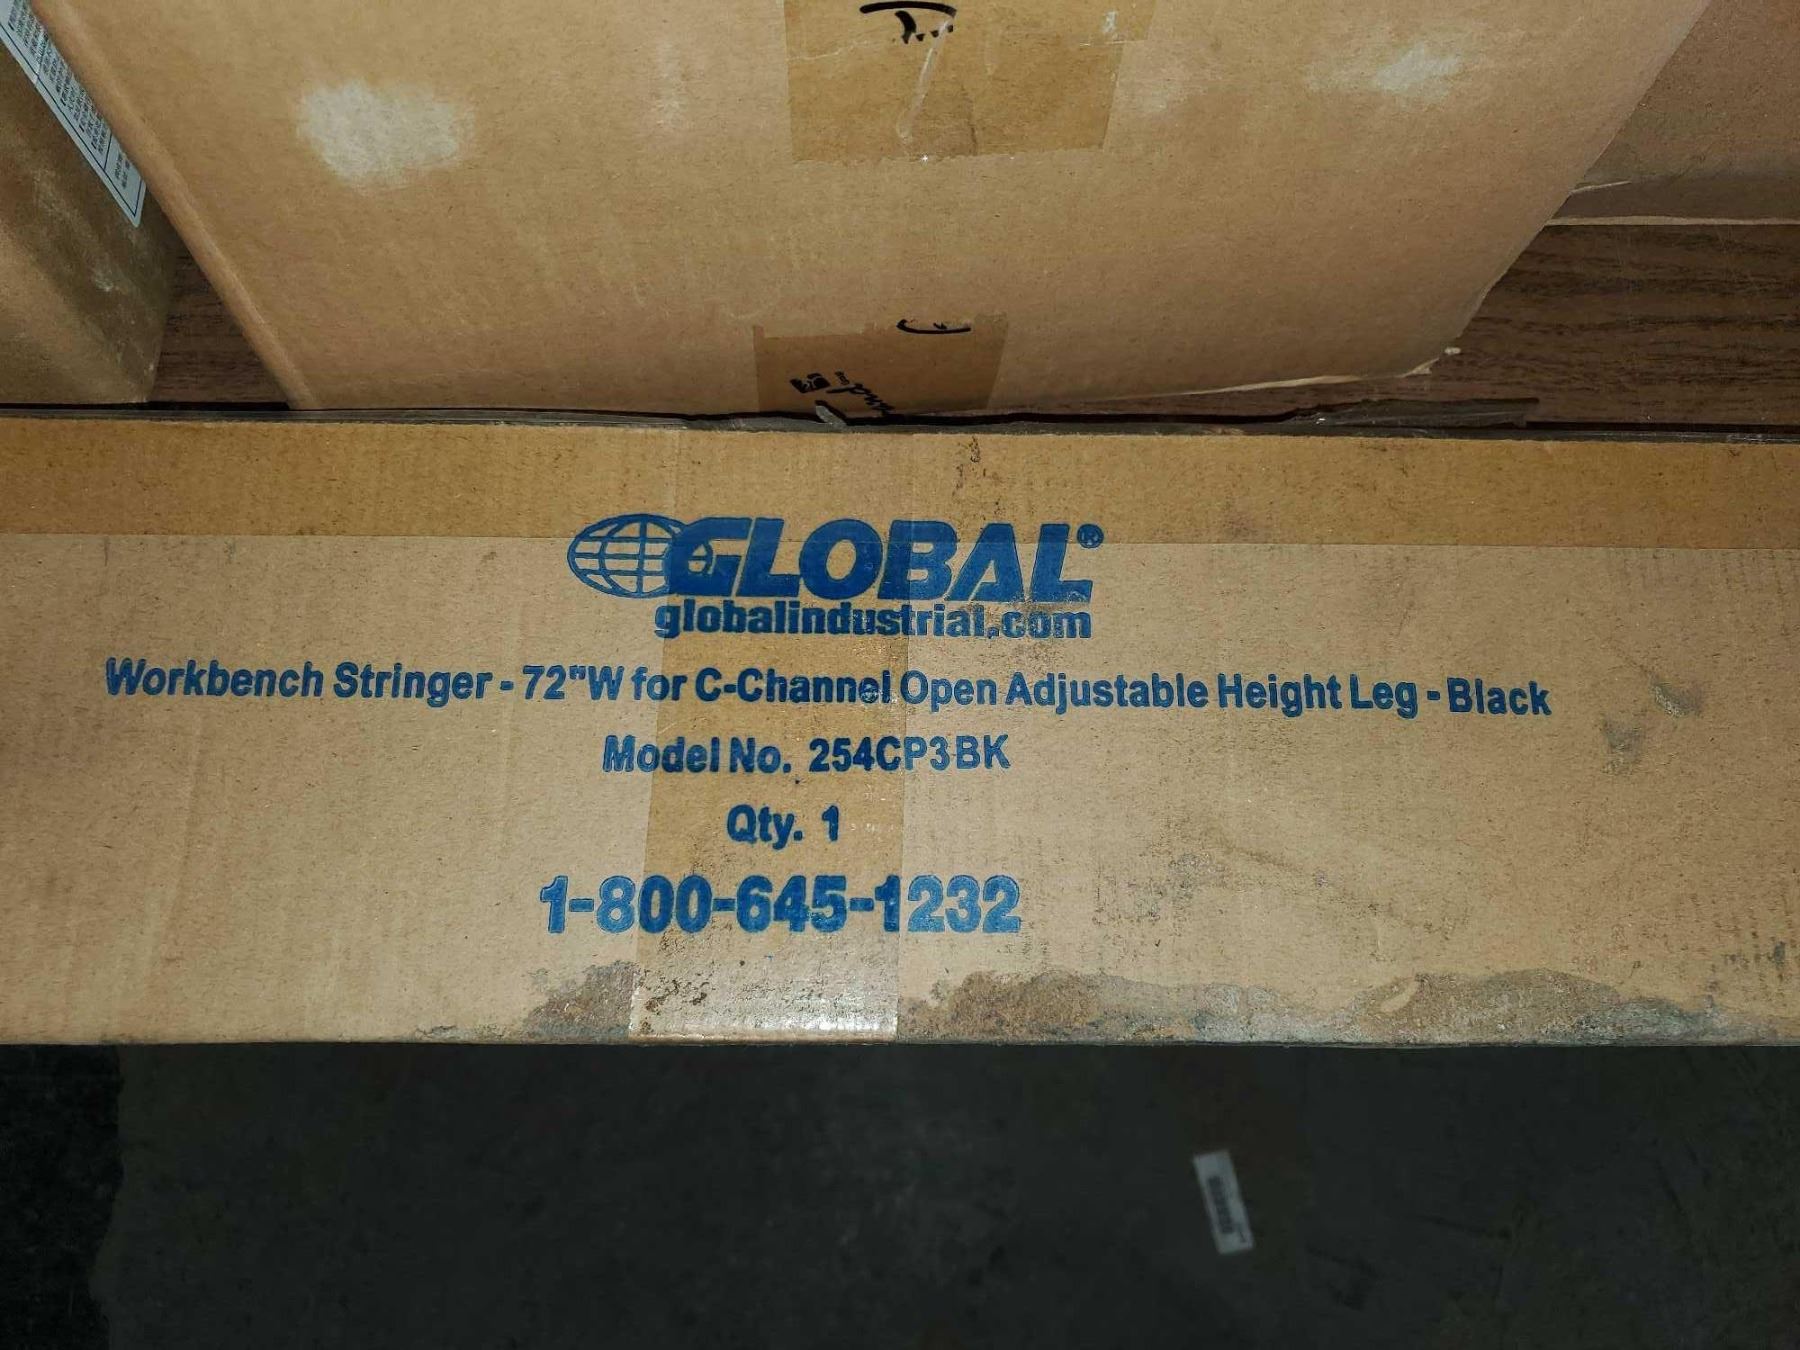 GLOBAL®
globalindustrial.com
Workbench Stringer - 72"W for C-Channel Open Adjustable Height Leg - Black
Model No. 254CP3BK
Qty. 1
1-800-645-1232